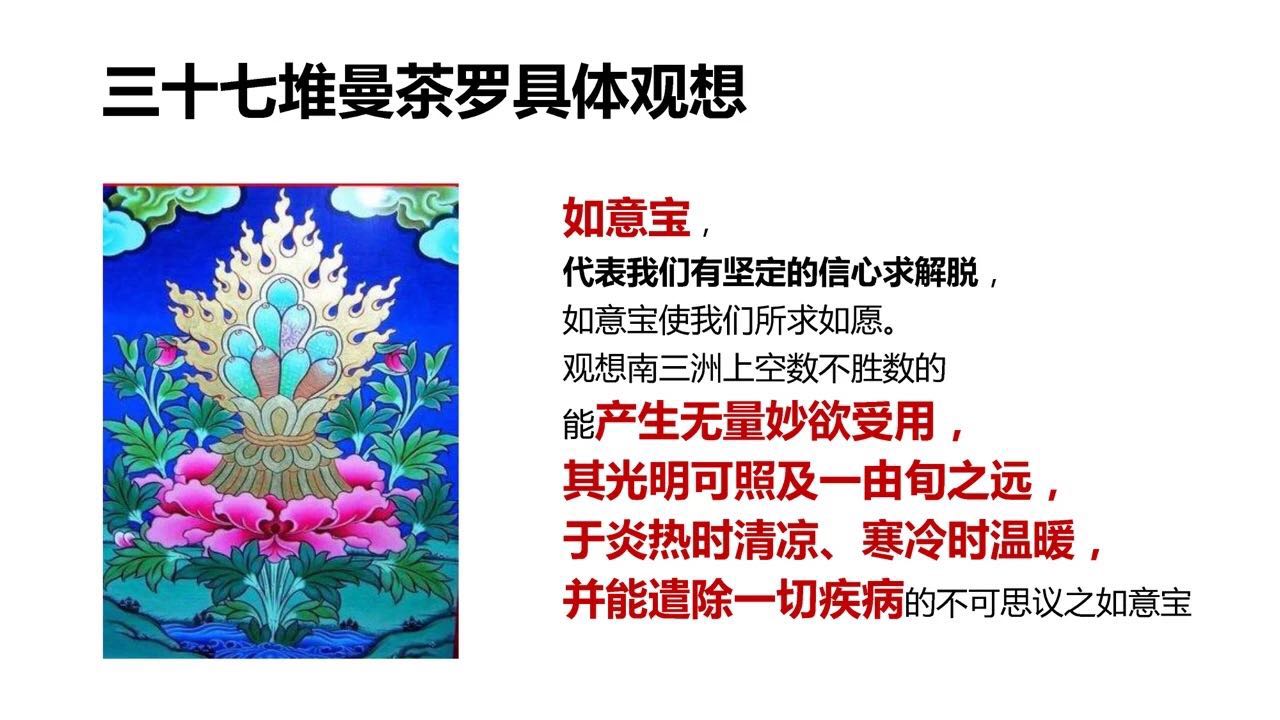 三十七堆曼茶罗具体观想
如意宝，
代表我们有坚定的信心求解脱，
如意宝使我们所求如愿。
观想南三洲上空数不胜数的
能产生无量妙欲受用，
其光明可照及一由旬之远，
于炎热时清凉、寒冷时温暖，
并能遣除一切疾病的不可思议之如意宝